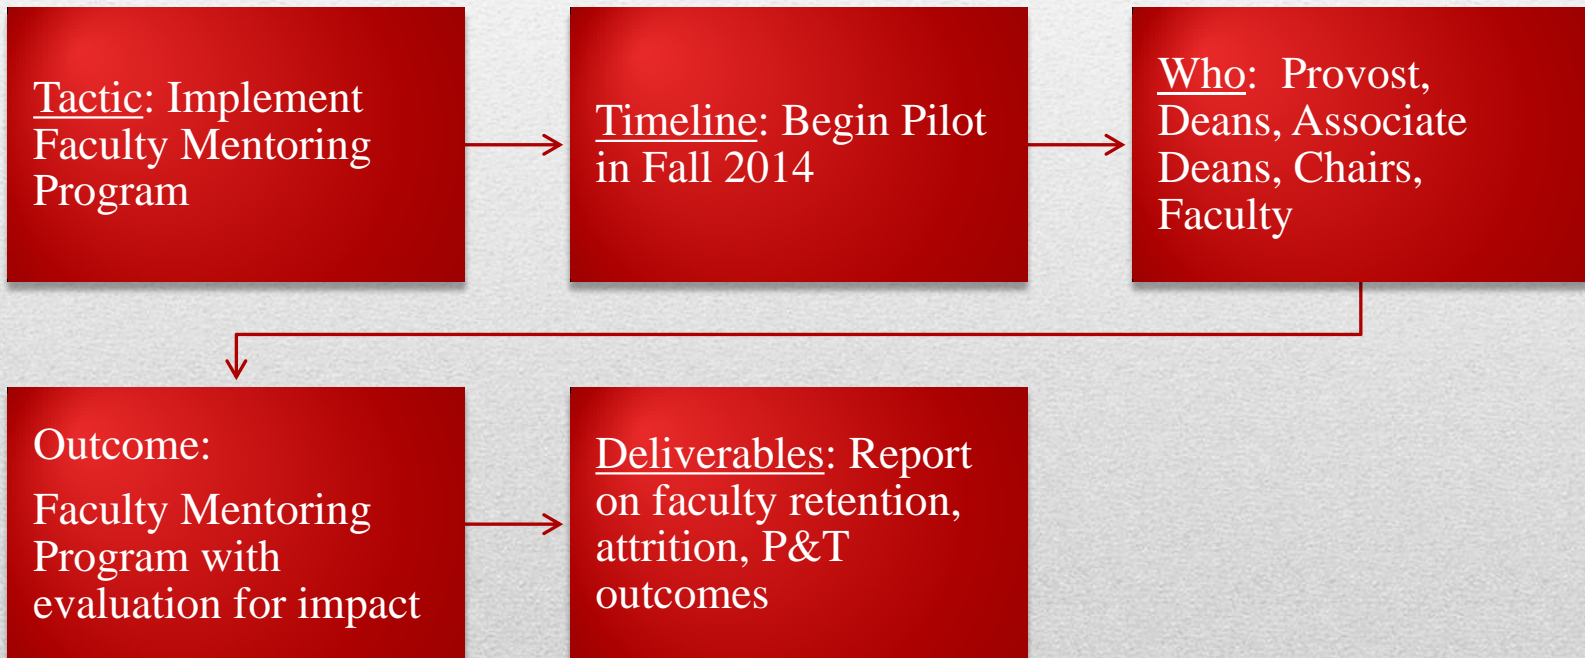 Tactic: Implement
Faculty Mentoring
Program
Timeline: Begin Pilot
in Fall 2014
Who:  Provost,
Deans, Associate
Deans, Chairs,
Faculty
Outcome:
Faculty Mentoring
Program with
evaluation for impact
Deliverables: Report
on faculty retention,
attrition, P&T
outcomes